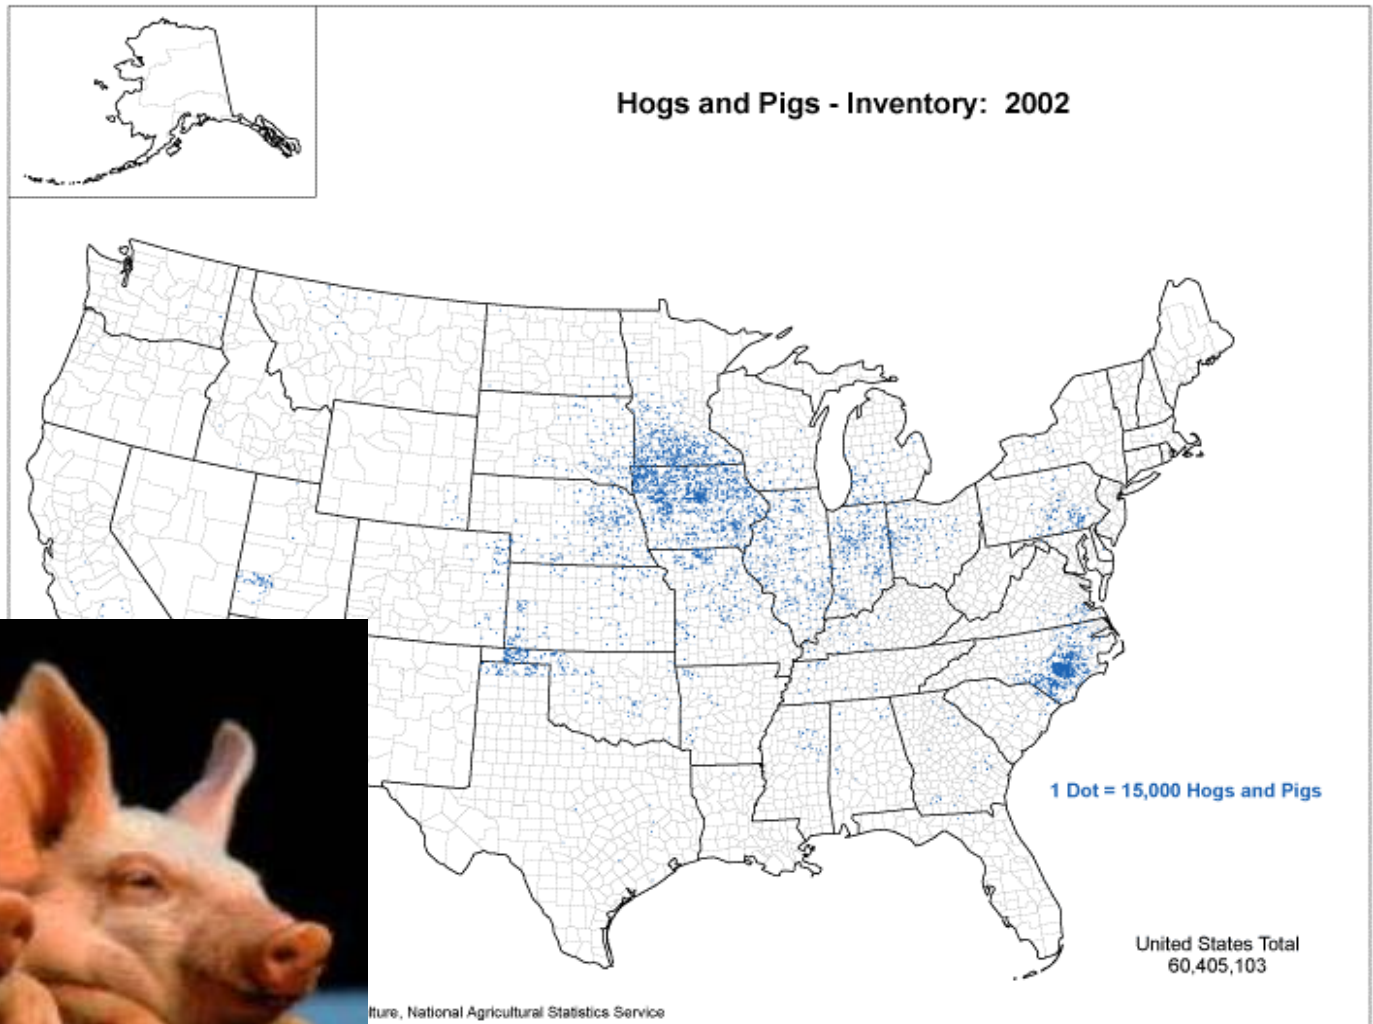 Hogs and Pigs - Inventory: 2002
1 Dot = 15,000 Hogs and Pigs
United States Total
60,405,103
lture, National Agricultural Statistics Service